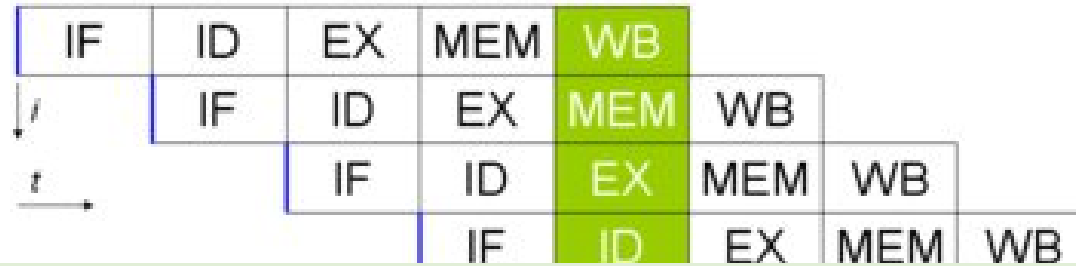 IF ID EX MEM WB
i IF ID EX MEM WB
t IF ID EX MEM WB
IF ID EX MEM WB